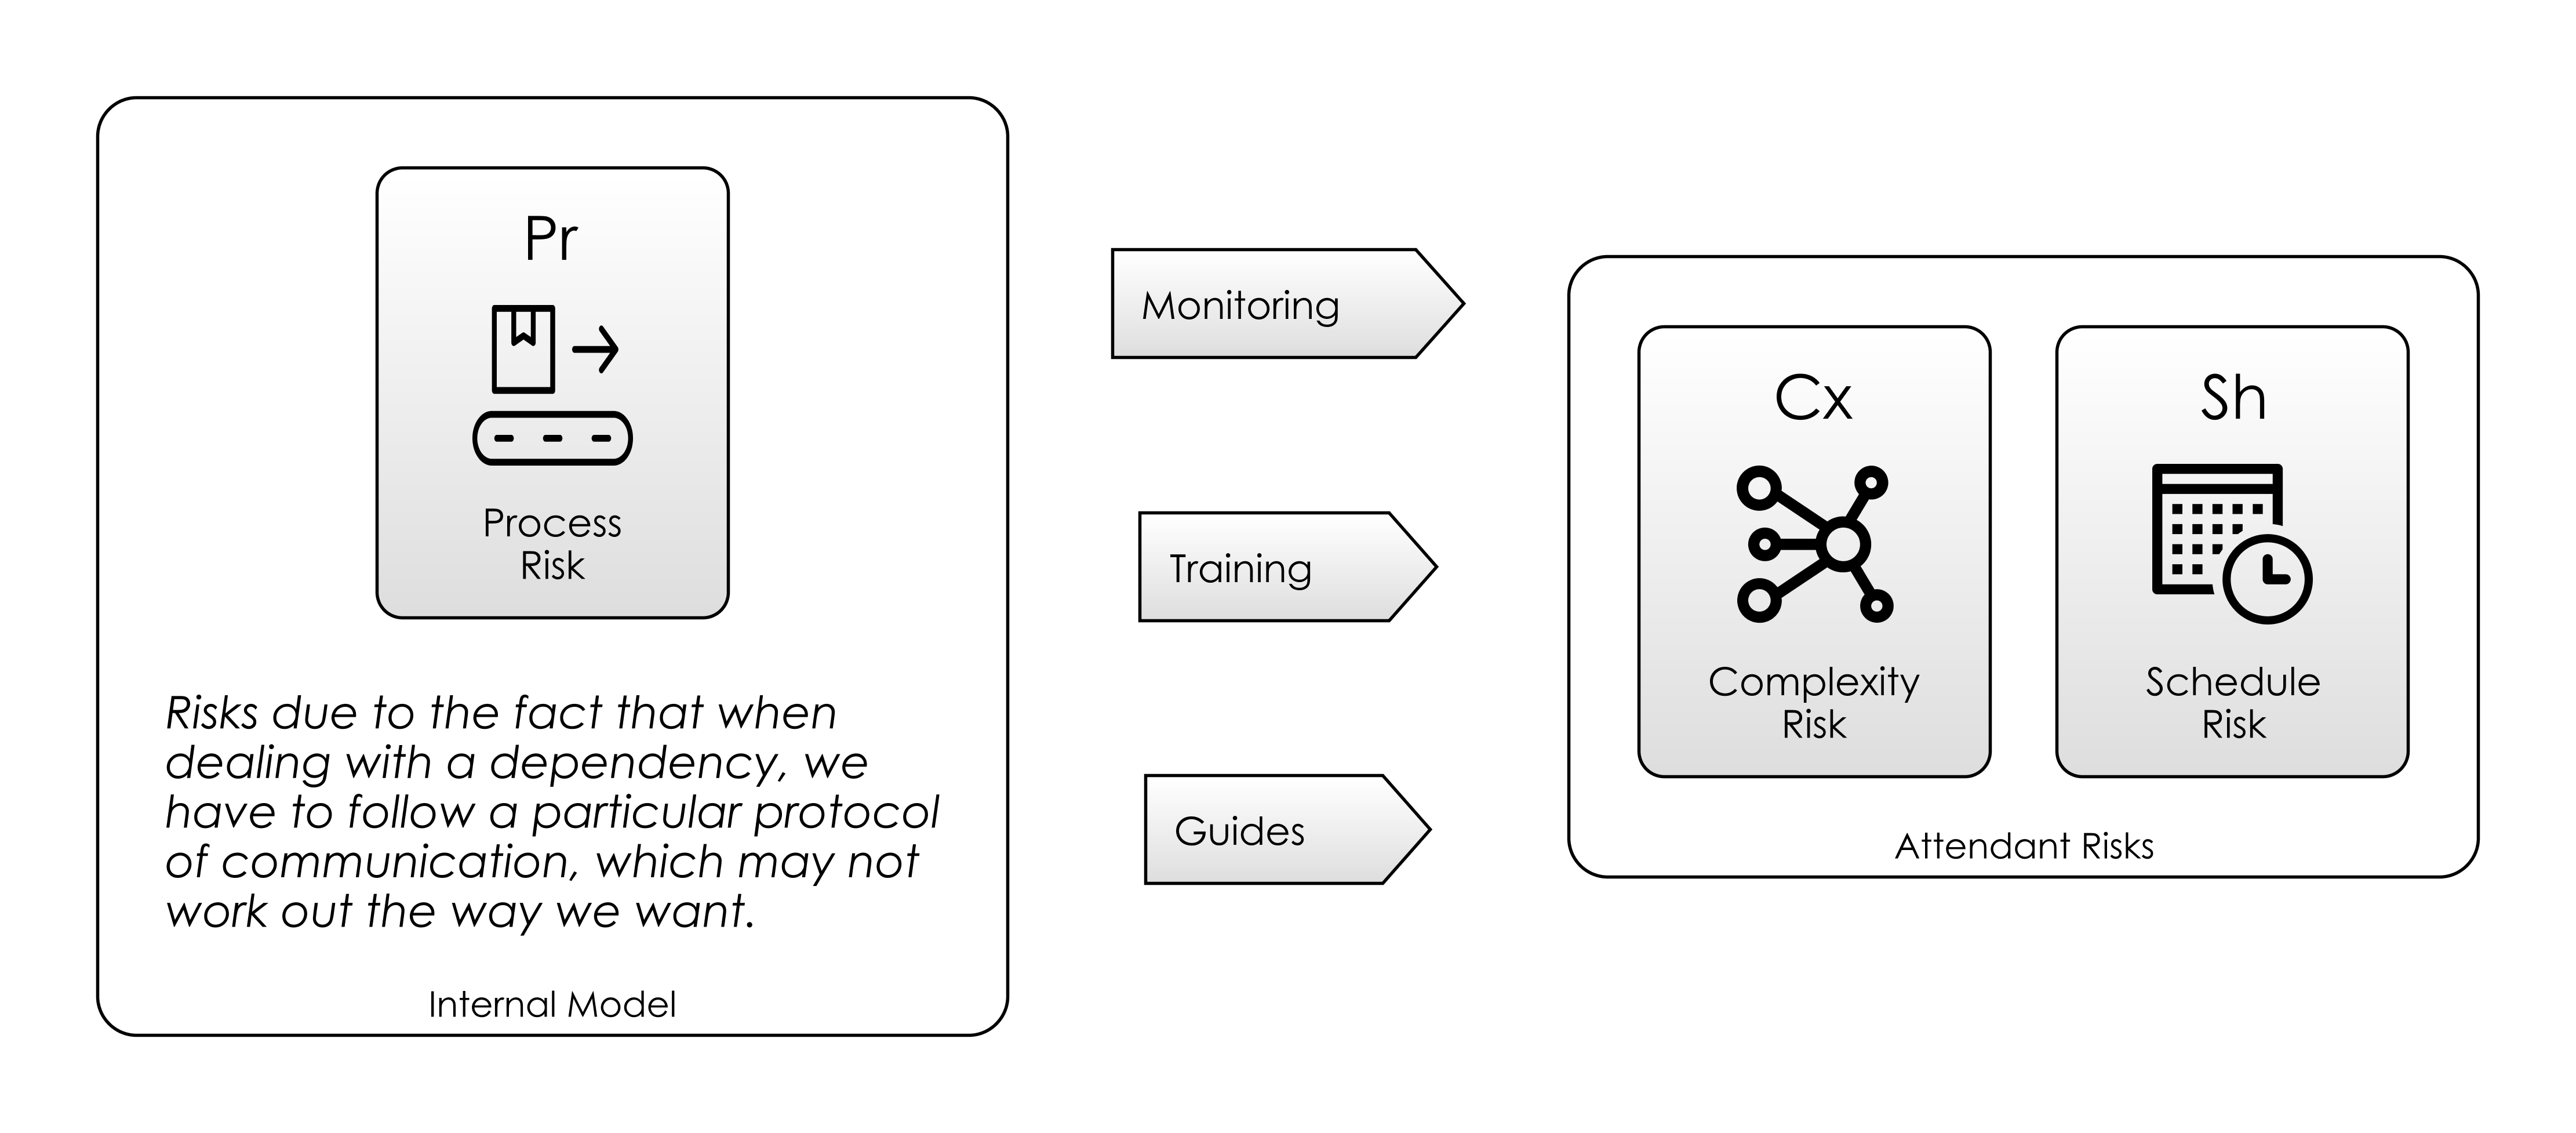 Pr
Process
Risk
Risks due to the fact that when
dealing with a dependency, we
have to follow a particular protocol
of communication, which may not
work out the way we want.
Internal Model
Monitoring
Training
Guides
Cx
Complexity
Risk
Sh
Schedule
Risk
Attendant Risks